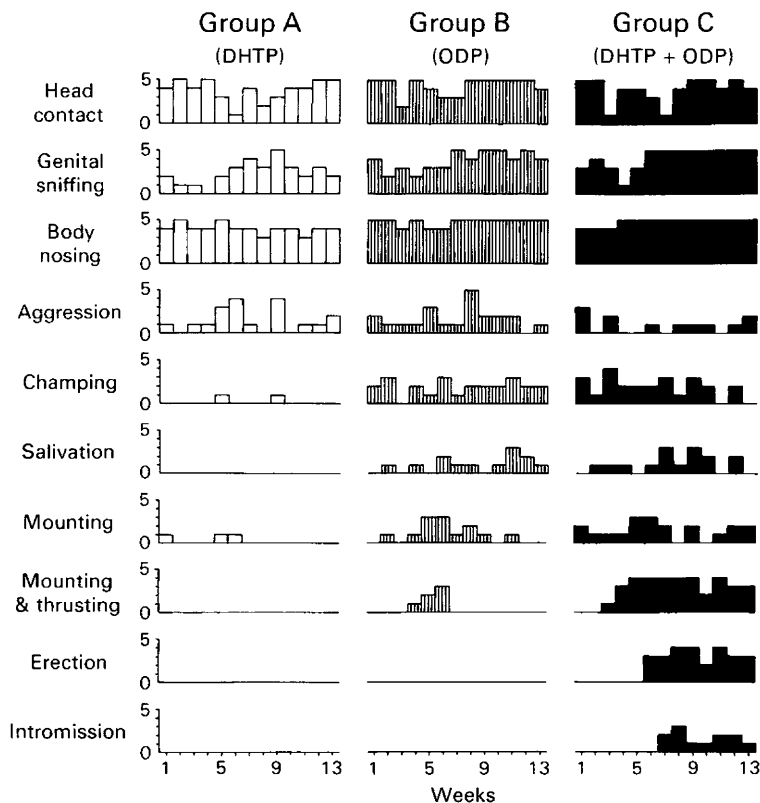 Group A Group B Group C
(DHTP) (ODP) (DHTP + ODP)
Head
contact
5
0
Genital
sniffing
5
0
Body
nosing
5
0
Aggression
5
0
Champing
5
0
Salivation
5
0
Mounting
5
0
Mounting
& thrusting
5
0
Erection
5
0
Intromission
5
0
1 5 9 13 1 5 9 13 1 5 9 13
Weeks